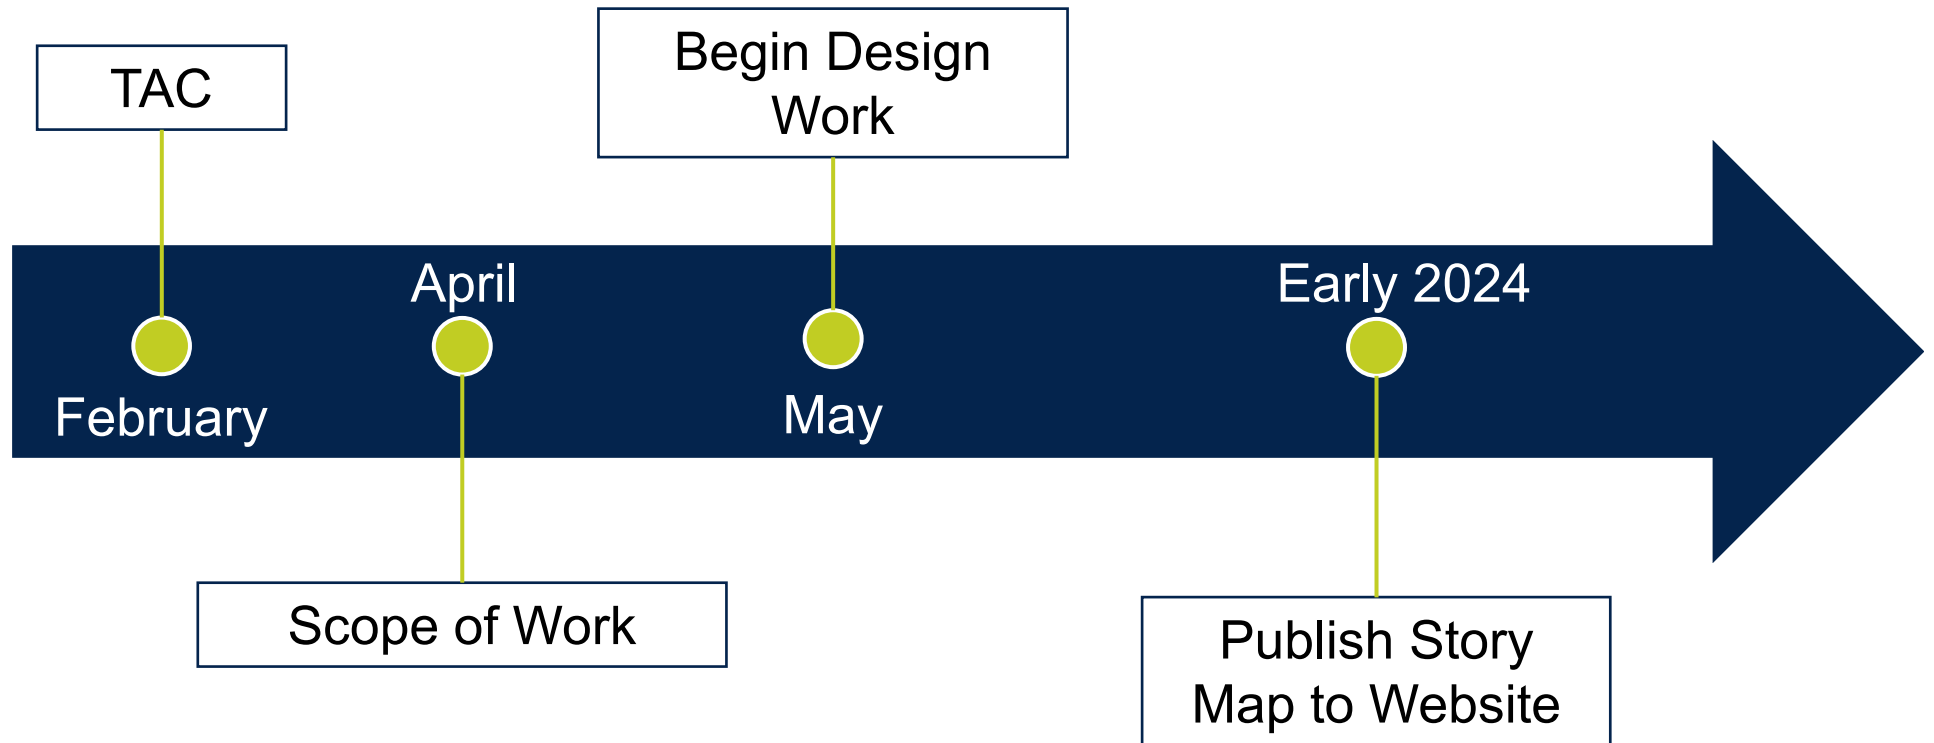 TAC
Begin Design
Work
April
Early 2024
February
May
Scope of Work
Publish Story
Map to Website